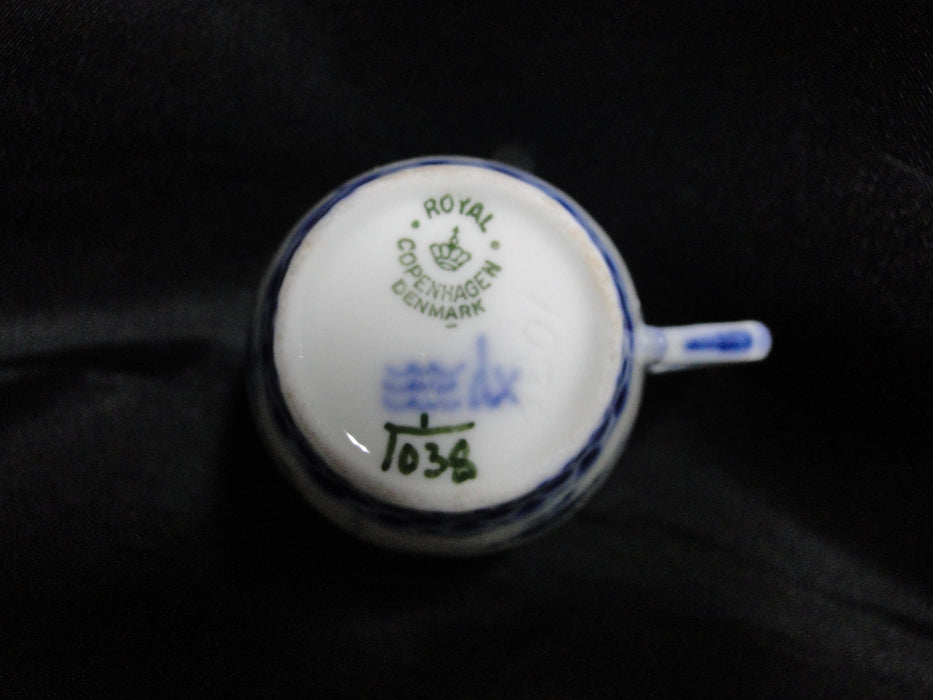 ROYAL
COPENHAGEN
DENMARK
1
1038